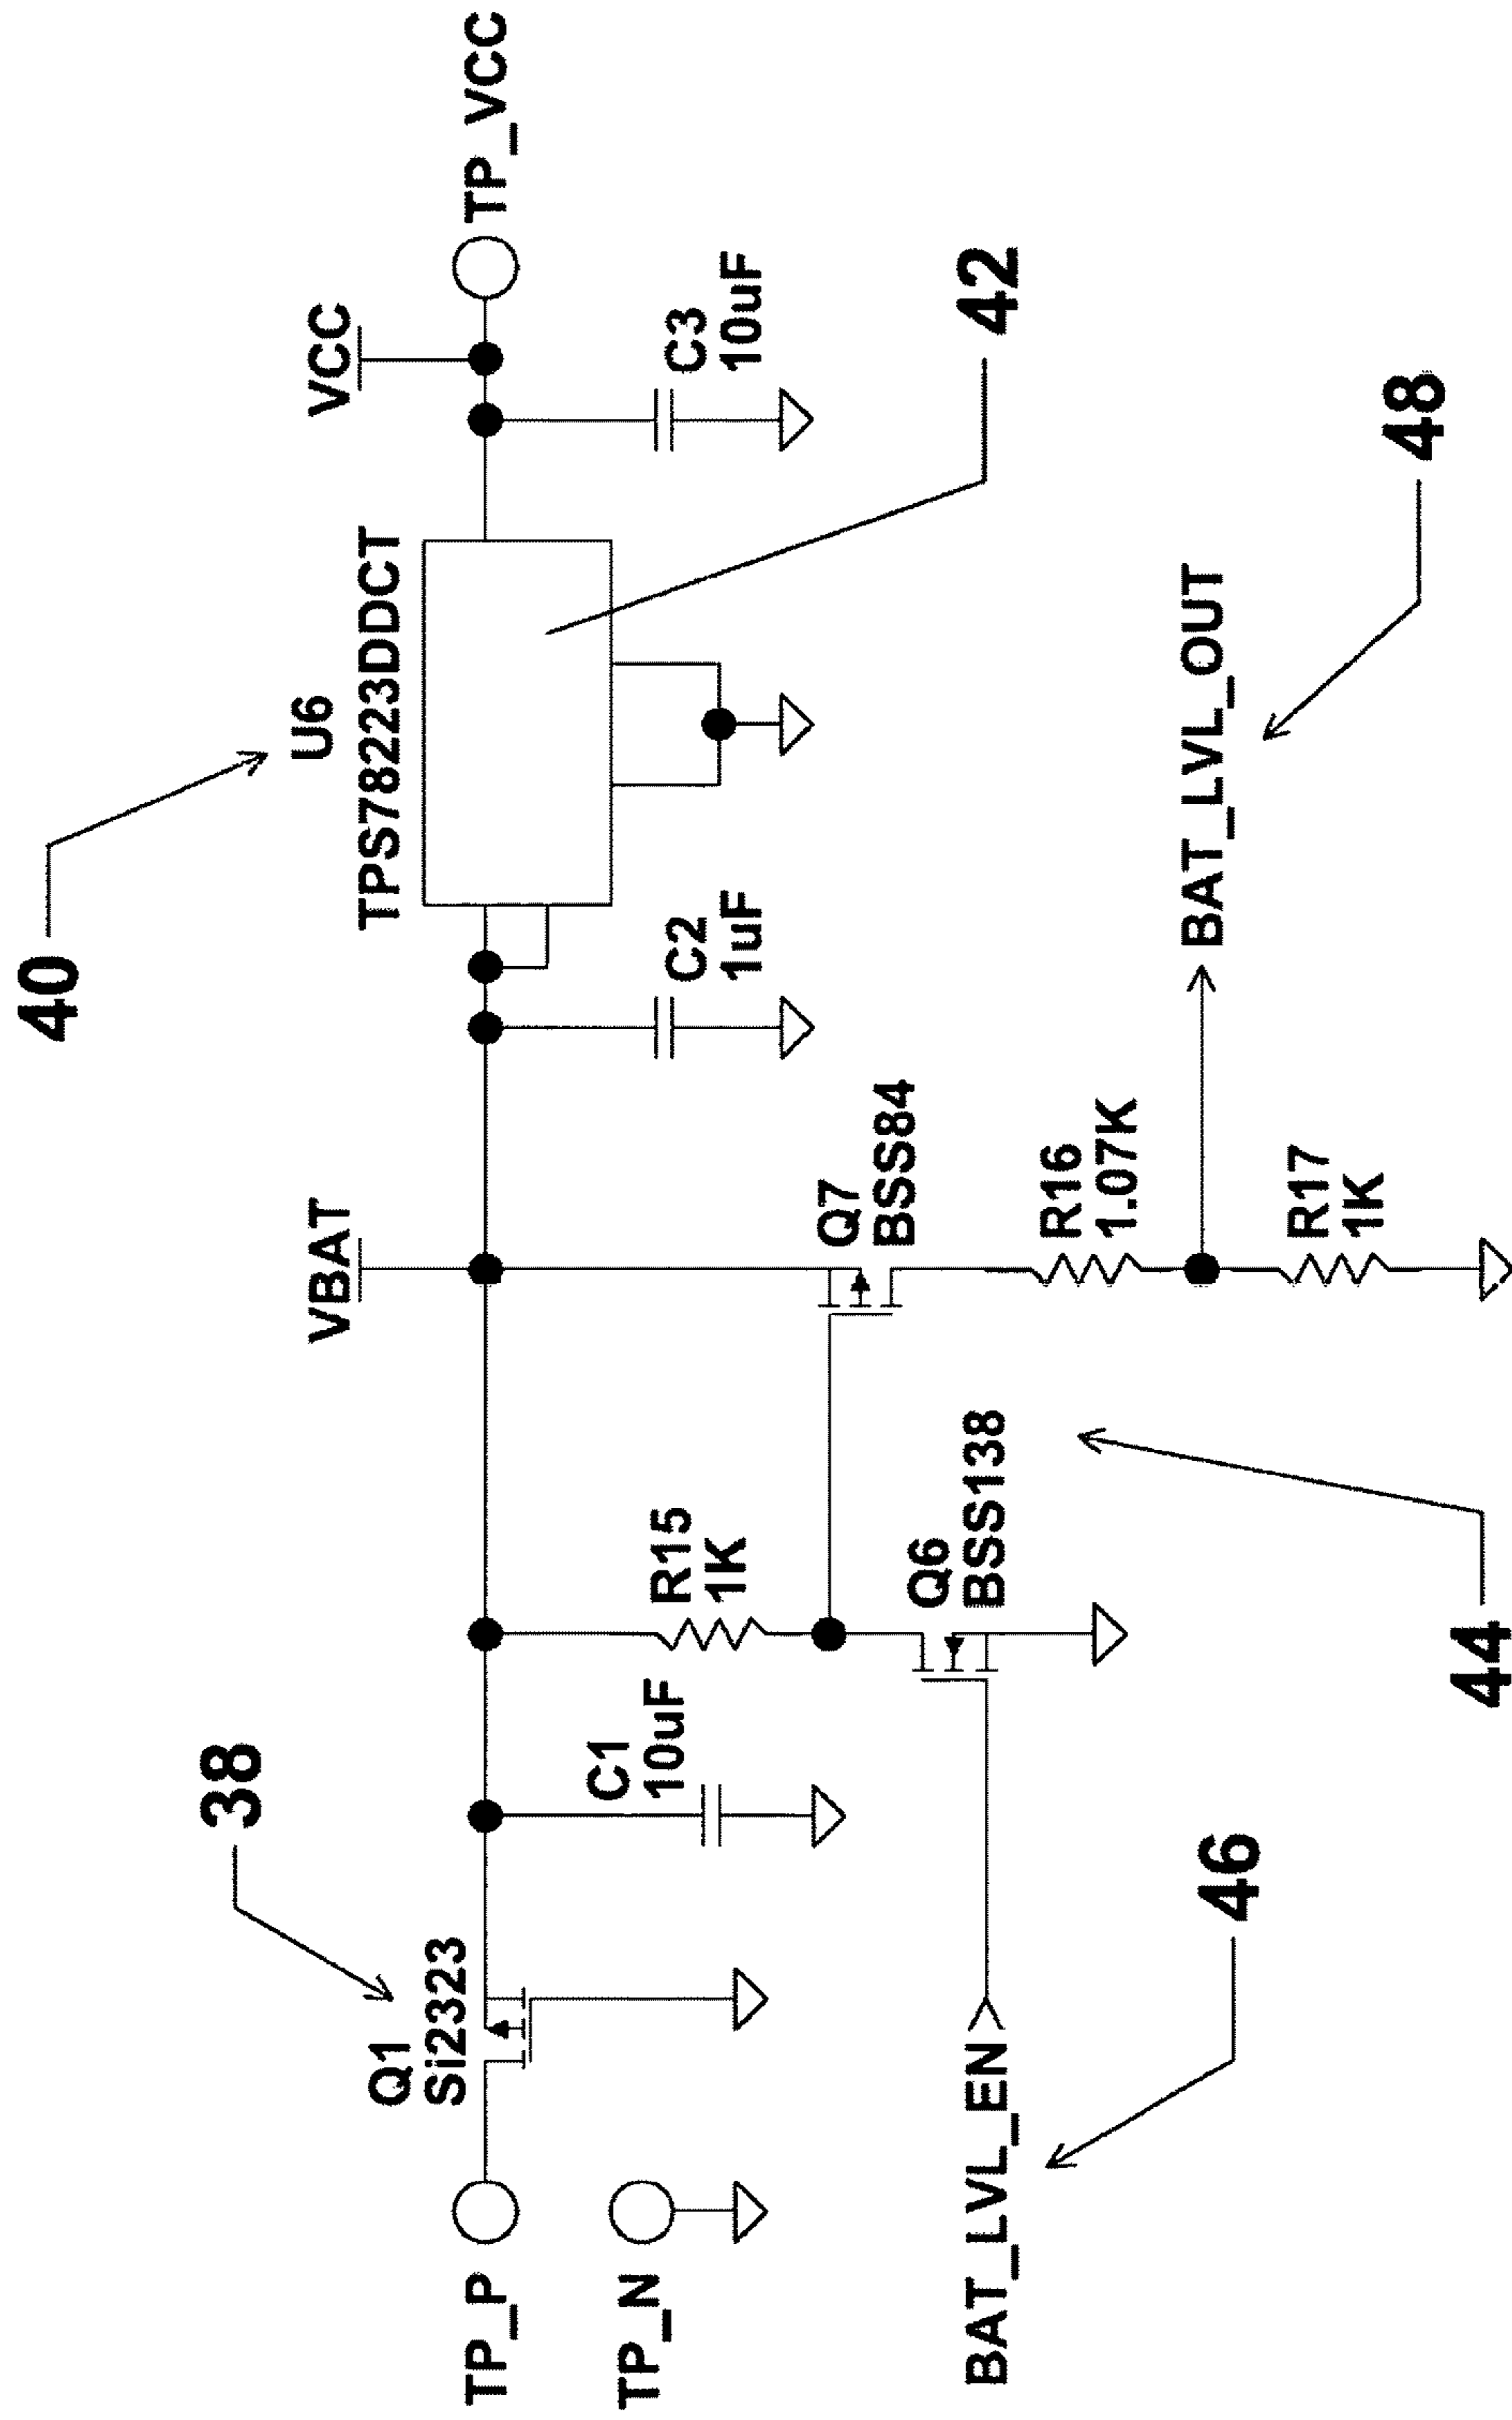 40
38
U6
TPS78223DDCT
VCC
TP_VCC
VBAT
Q1
Si2323
TP_P
TP_N
C1
10uF
R15
1K
C2
1uF
C3
10uF
42
Q7
BSS84
Q6
BSS138
R16
1.07K
BAT_LVL_EN
46
44
BAT_LVL_OUT
48
R17
1K